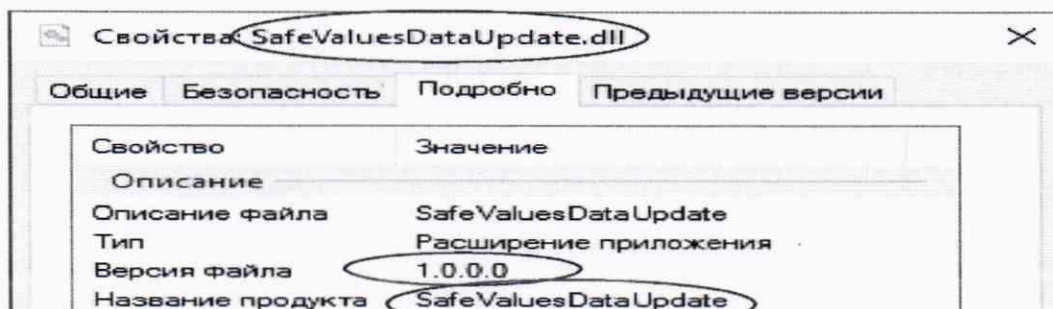 Свойства: SafeValuesDataUpdate.dll
Общие Безопасность Подробно Предыдущие версии
Свойство Значение
Описание
Описание файла SafeValuesDataUpdate
Тип Расширение приложения
Версия файла 1.0.0.0
Название продукта SafeValuesDataUpdate